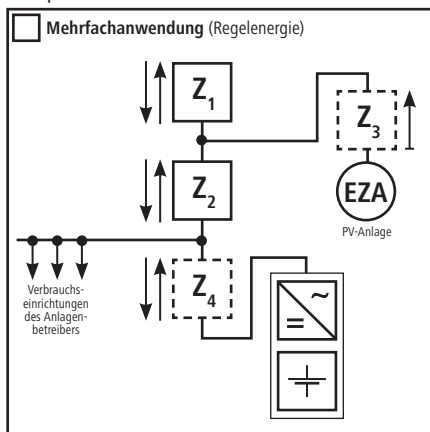 Mehrfachanwendung (Regelenergie)
Z1
Z3
Z2
EZA
PV-Anlage
Z4
Verbrauchs-
einrichtungen
des Anlagen-
betreibers